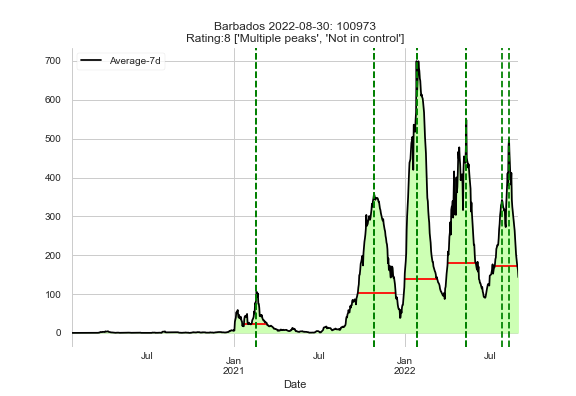 Barbados 2022-08-30: 100973
Rating:8 ['Multiple peaks', 'Not in control']
Average-7d
700
600
500
400
300
200
100
0
Jul
Jan
2021
Jul
Jan
2022
Jul
Date